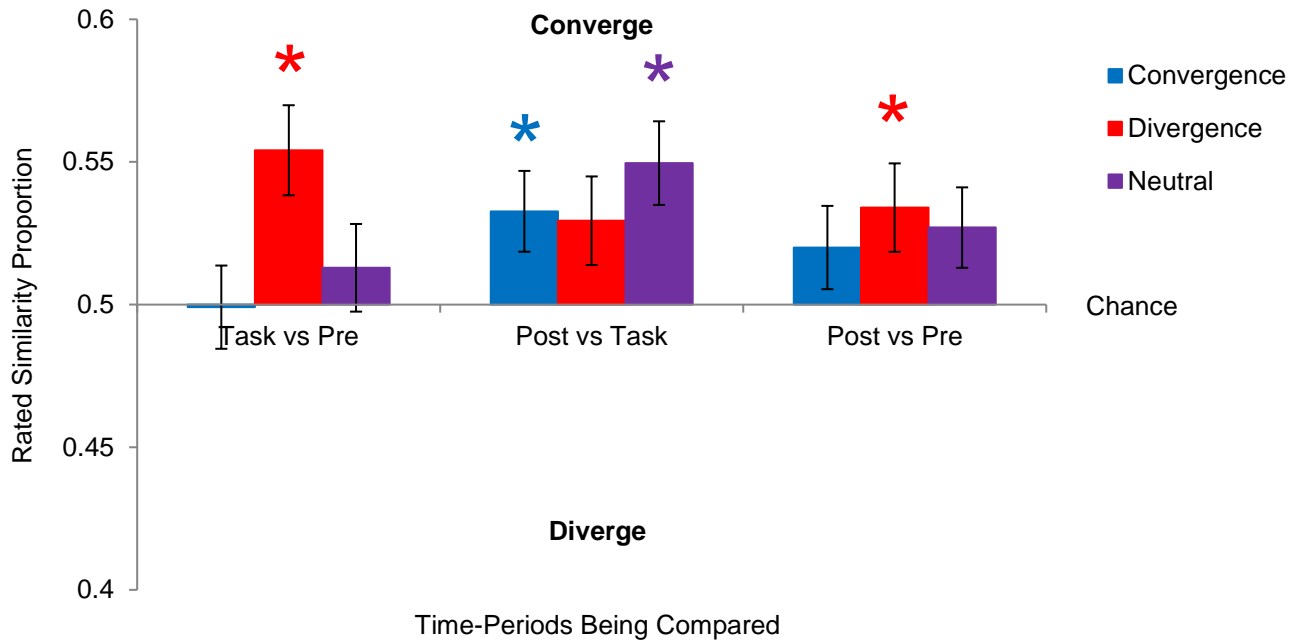 0.6
Converge
*
*
*
*
Convergence
Divergence
Neutral
0.55
0.5
Chance
Task vs Pre
Post vs Task
Post vs Pre
0.45
Diverge
0.4
Rated Similarity Proportion
Time-Periods Being Compared